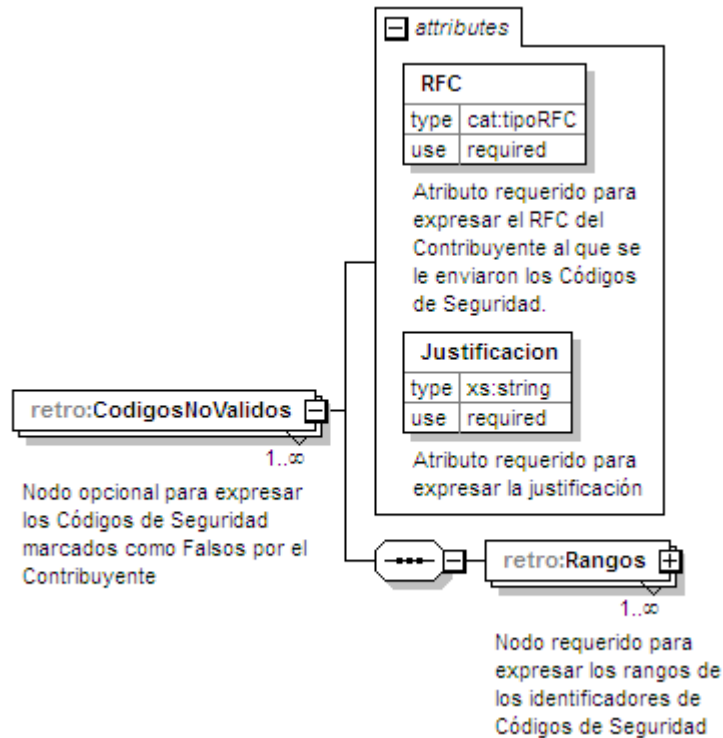 attributes
RFC
type cat:tipoRFC
use required
Atributo requerido para
expresar el RFC del
Contribuyente al que se
le enviaron los Códigos
de Seguridad.
Justificacion
type xs:string
use required
Atributo requerido para
expresar la justificación
retro:CodigosNoValidos
1..∞
Nodo opcional para expresar
los Códigos de Seguridad
marcados como Falsos por el
Contribuyente
retro:Rangos
1..∞
Nodo requerido para
expresar los rangos de
los identificadores de
Códigos de Seguridad